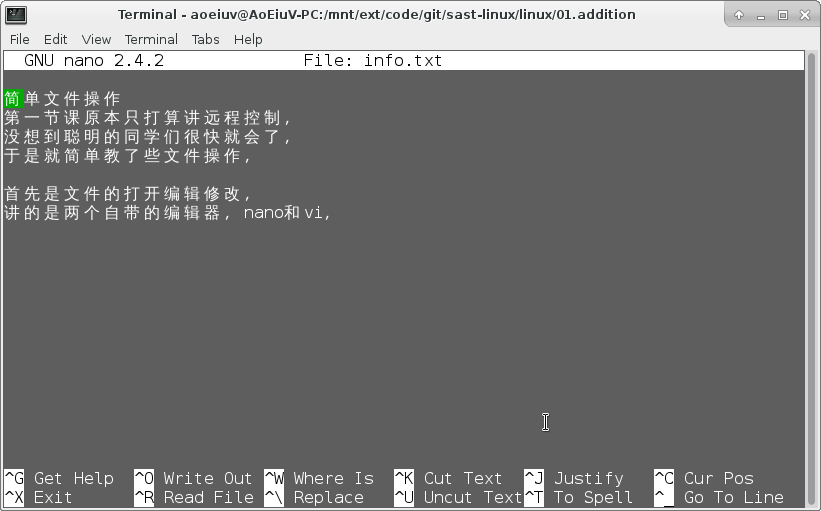 Terminal - aoeiuv@AoEiuV-PC:/mnt/ext/code/git/sast-linux/linux/01.addition
File Edit View Terminal Tabs Help
GNU nano 2.4.2 File: info.txt
简单文件操作
第一节课原本只打算讲远程控制,
没想到聪明的同学们很快就会了,
于是就简单教了些文件操作,
首先是文件的打开编辑修改,
讲的是两个自带的编辑器, nano和vi,
^G Get Help ^O Write Out ^W Where Is ^K Cut Text ^J Justify ^C Cur Pos
^X Exit ^R Read File ^\ Replace ^U Uncut Text ^T To Spell ^_ Go To Line